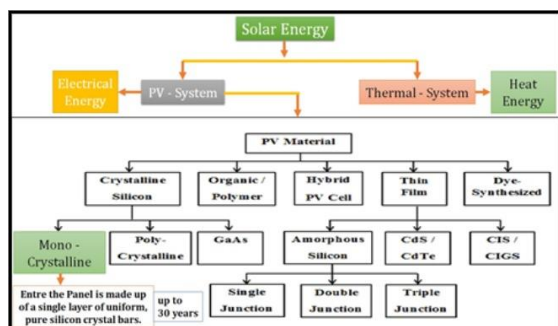 Solar Energy
Electrical
Energy
PV - System
Thermal - System
Heat
Energy
PV Material
Crystalline
Silicon
Organic /
Polymer
Hybrid
PV Cell
Thin
Film
Dye-
Synthesized
Mono -
Crystalline
Poly-
Crystalline
GaAs
Amorphous
Silicon
CdS /
CdTe
CIS /
CIGS
Entre the Panel is made up
of a single layer of uniform,
pure silicon crystal bars.
up to
30 years
Single
Junction
Double
Junction
Triple
Junction